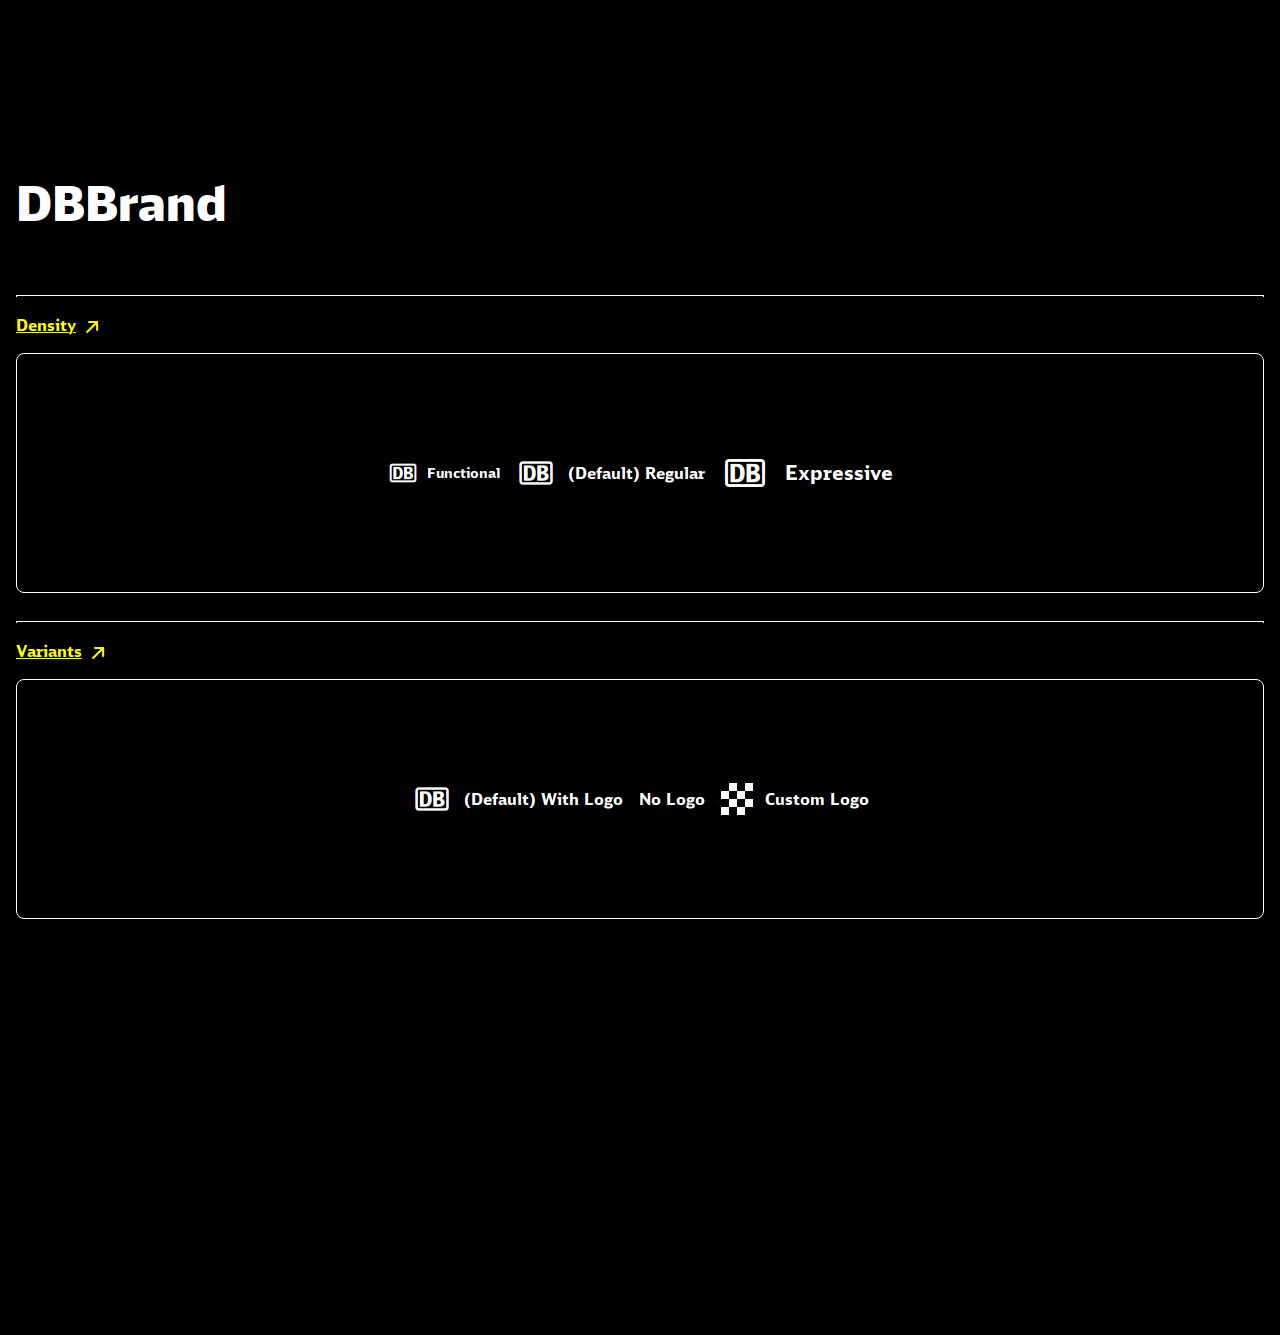 DBBrand
Density
DB Functional DB (Default) Regular DB Expressive
Variants
DB (Default) With Logo No Logo Custom Logo